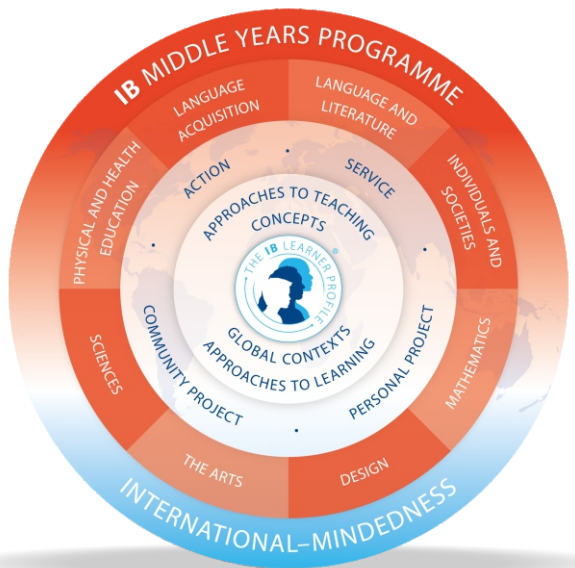 IB MIDDLE YEARS PROGRAMME
LANGUAGE
ACQUISITION
LANGUAGE AND
LITERATURE
INDIVIDUALS AND
SOCIETIES
MATHEMATICS
DESIGN
THE ARTS
SCIENCES
PHYSICAL AND HEALTH
EDUCATION
ACTION
·
SERVICE
·
PERSONAL PROJECT
·
COMMUNITY PROJECT
·
APPROACHES TO TEACHING
CONCEPTS
THE IB LEARNER PROFILE
®
GLOBAL CONTEXTS
APPROACHES TO LEARNING
INTERNATIONAL–MINDEDNESS